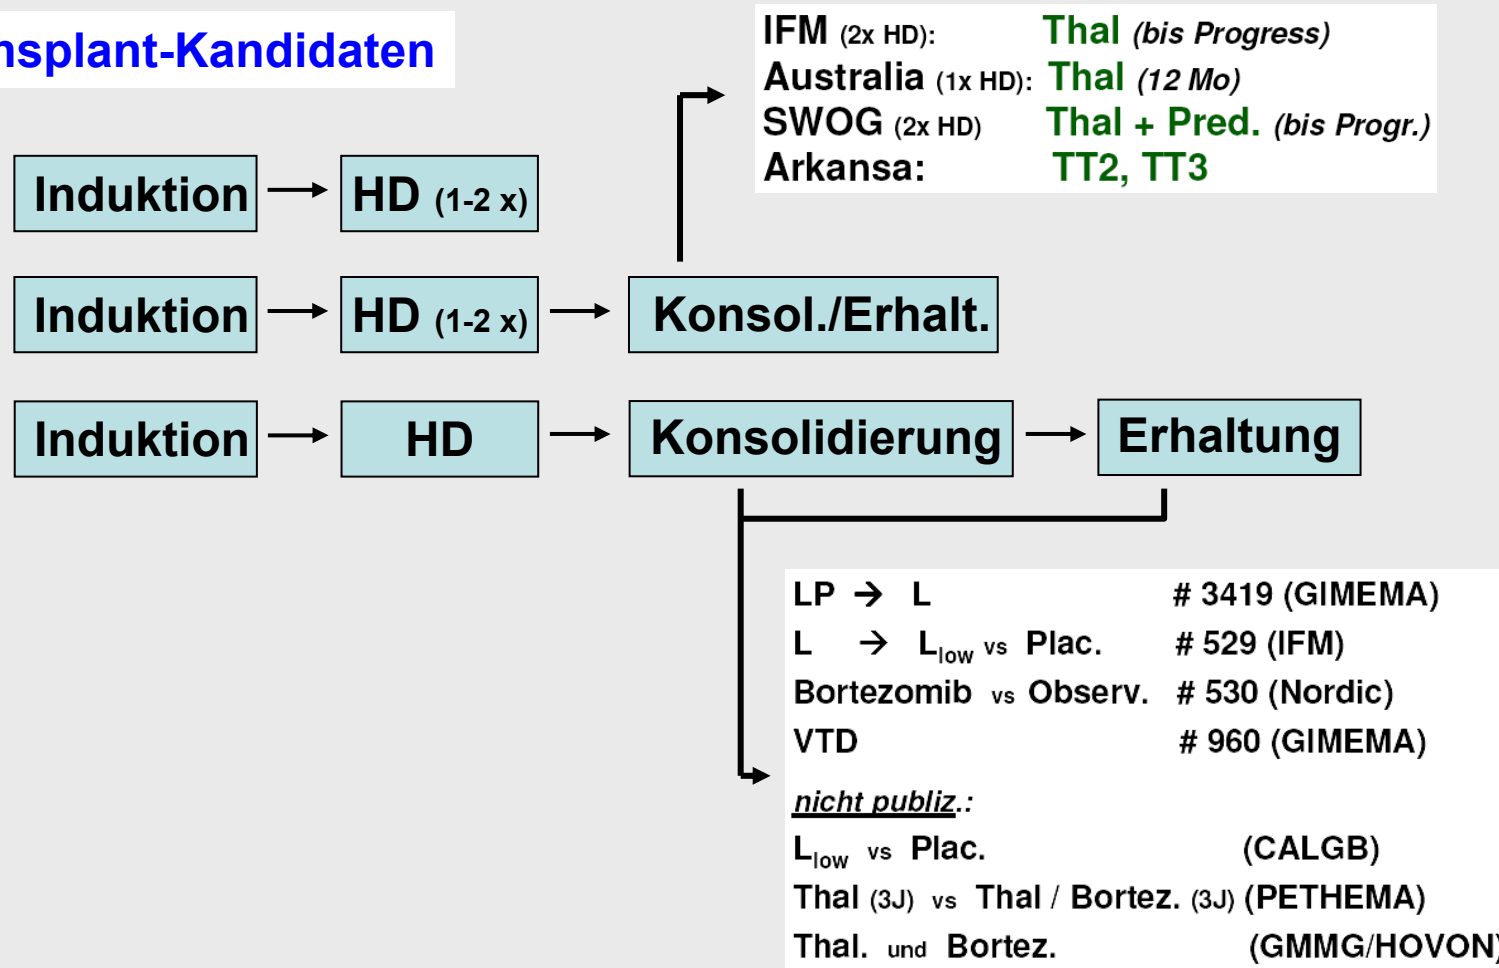 nsplant-Kandidaten
IFM (2x HD): Thal (bis Progress)
Australia (1x HD): Thal (12 Mo)
SWOG (2x HD) Thal + Pred. (bis Progr.)
Arkansa: TT2, TT3
Induktion → HD (1-2 x)
Induktion → HD (1-2 x) → Konsol./Erhalt.
Induktion → HD → Konsolidierung → Erhaltung
LP → L # 3419 (GIMEMA)
L → Llow vs Plac. # 529 (IFM)
Bortezomib vs Observ. # 530 (Nordic)
VTD # 960 (GIMEMA)
nicht publiz.:
Llow vs Plac. (CALGB)
Thal (3J) vs Thal / Bortez. (3J) (PETHEMA)
Thal. und Bortez. (GMMG/HOVON)